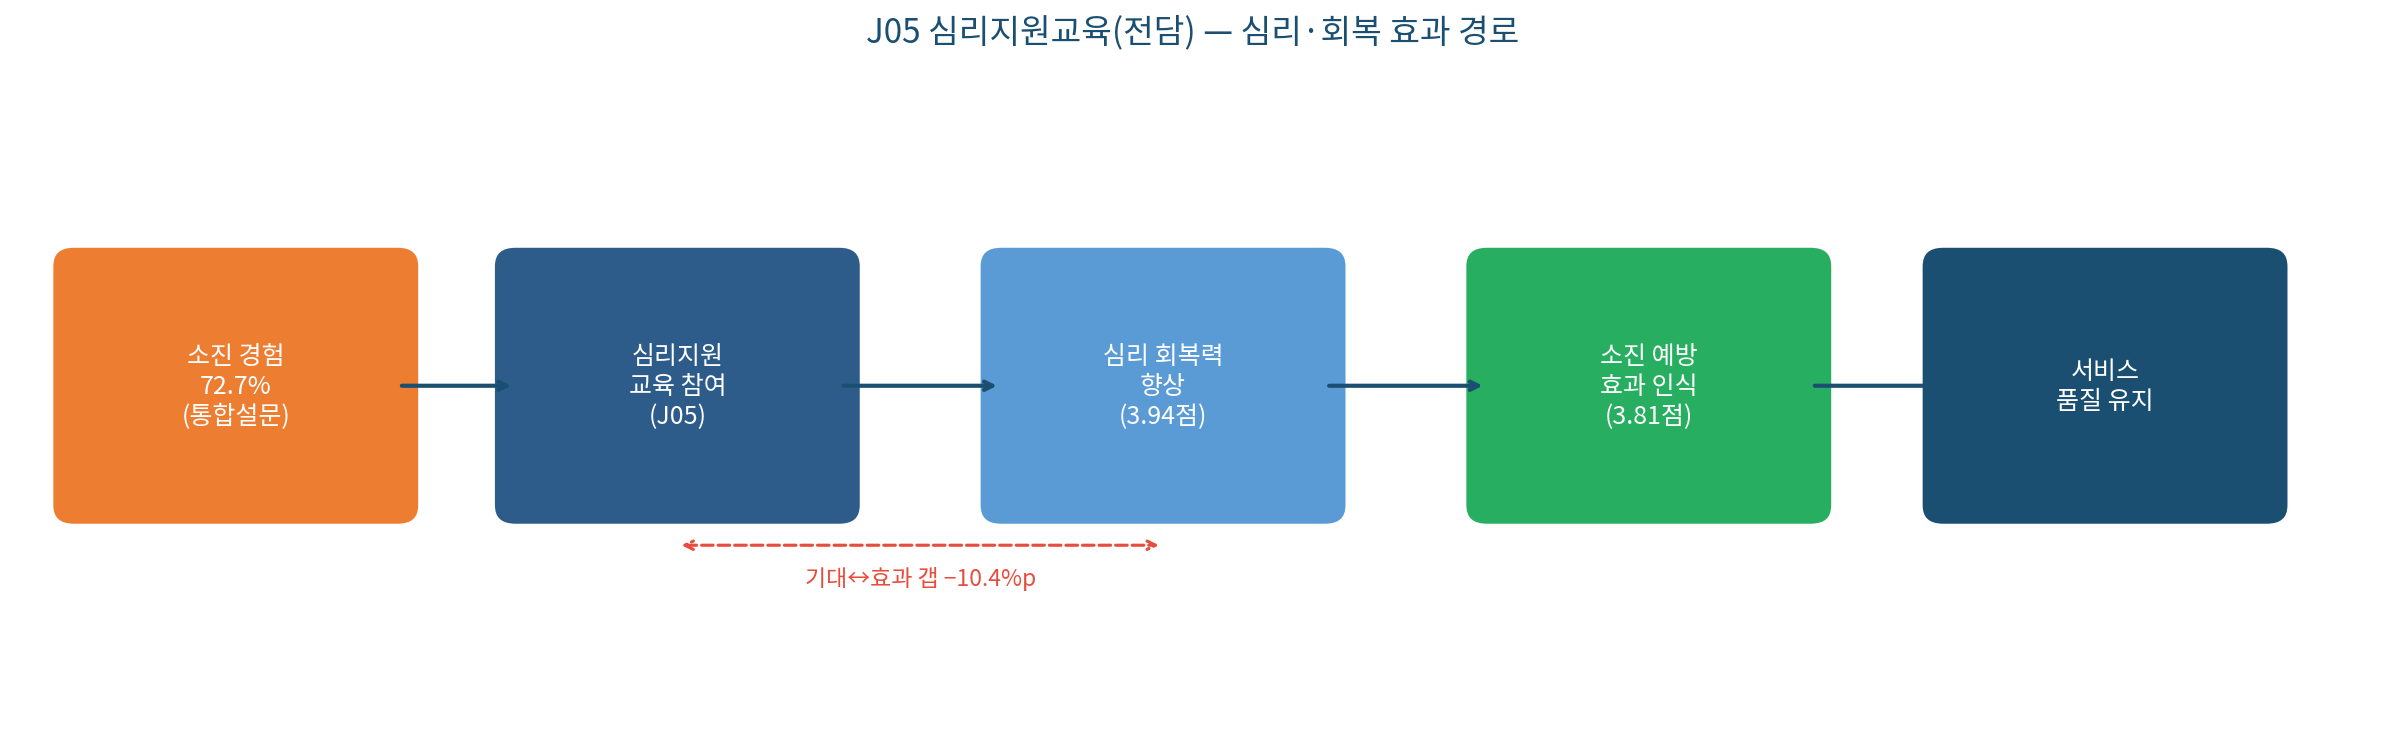 J05 심리지원교육(전담) — 심리·회복 효과 경로
소진 경험
72.7%
(통합설문)
심리지원
교육 참여
(J05)
심리 회복력
향상
(3.94점)
소진 예방
효과 인식
(3.81점)
서비스
품질 유지
기대↔효과 갭 −10.4%p